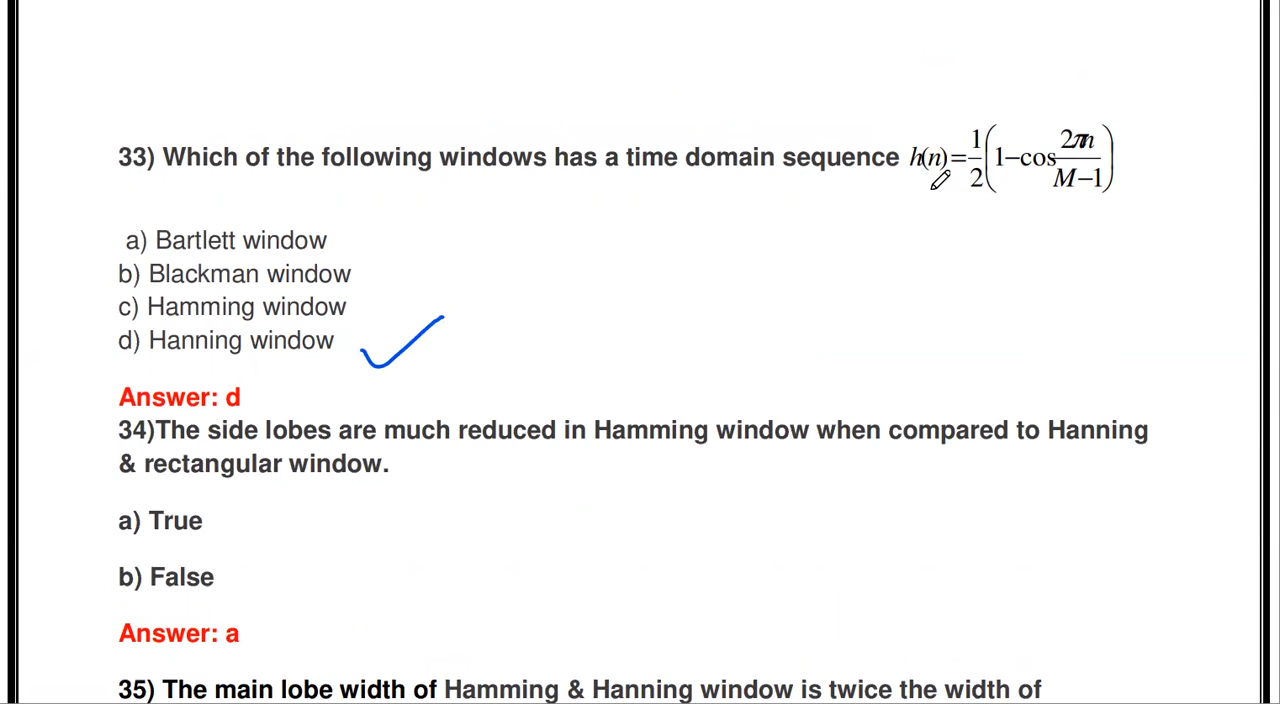 33) Which of the following windows has a time domain sequence h(n)=1/2(1−cos 2πn/M−1)
a) Bartlett window
b) Blackman window
c) Hamming window
d) Hanning window
Answer: d
34)The side lobes are much reduced in Hamming window when compared to Hanning
& rectangular window.
a) True
b) False
Answer: a
35) The main lobe width of Hamming & Hanning window is twice the width of